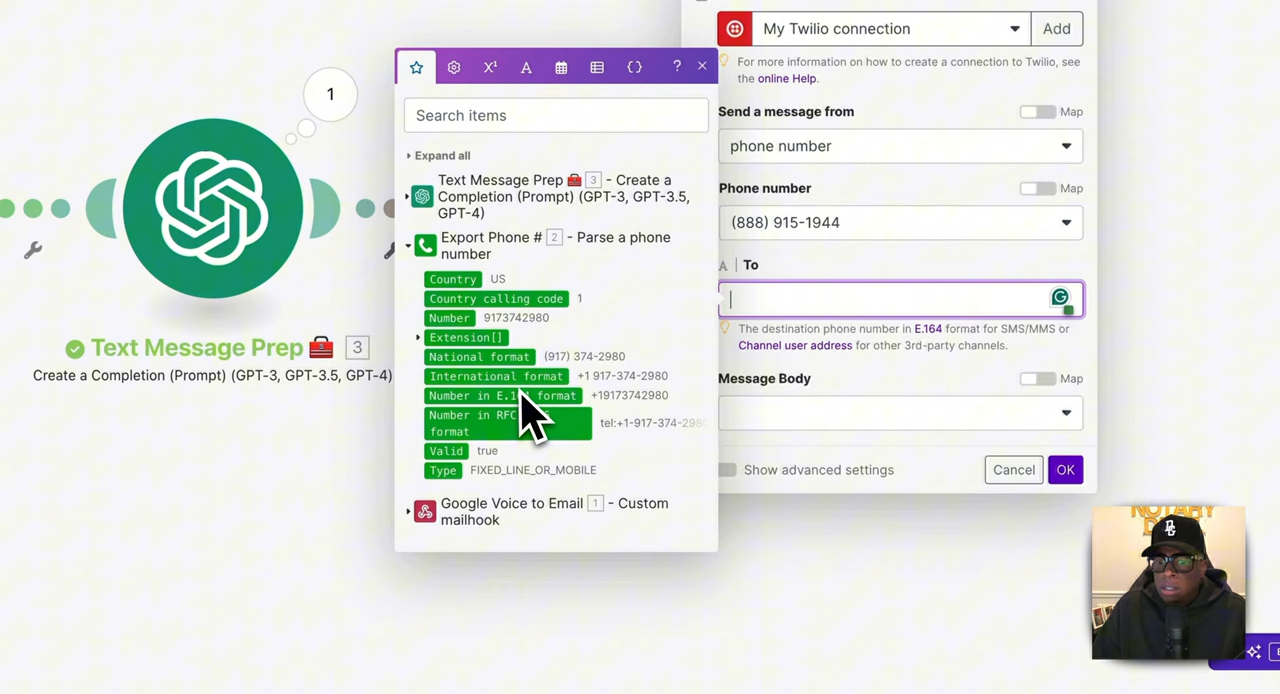 My Twilio connection
Add
For more information on how to create a connection to Twilio, see
the online Help.
Send a message from
Map
phone number
Phone number
Map
(888) 915-1944
A
To
The destination phone number in E.164 format for SMS/MMS or
Channel user address for other 3rd-party channels.
Message Body
Map
Show advanced settings
Cancel
OK
X¹
A
?
Search items
Expand all
Text Message Prep 🧰 3 - Create a
Completion (Prompt) (GPT-3, GPT-3.5,
GPT-4)
Export Phone # 2 - Parse a phone
number
Country US
Country calling code 1
Number 9173742980
Extension[]
National format (917) 374-2980
International format +1 917-374-2980
Number in format +19173742980
Number in
format
tel:+1-917-374-298
Valid true
Type FIXED_LINE_OR_MOBILE
Google Voice to Email 1 - Custom
mailhook
1
Text Message Prep 🧰 3
Create a Completion (Prompt) (GPT-3, GPT-3.5, GPT-4)
NOTARY